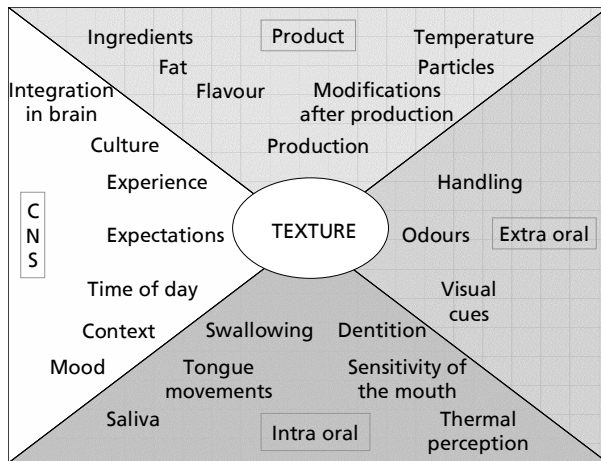 Ingredients
Product
Temperature
Fat
Particles
Integration
in brain
Flavour
Modifications
after production
Culture
Production
Experience
Handling
C
N
S
Expectations
TEXTURE
Odours
Extra oral
Time of day
Visual
cues
Context
Swallowing
Dentition
Mood
Tongue
movements
Sensitivity of
the mouth
Saliva
Intra oral
Thermal
perception